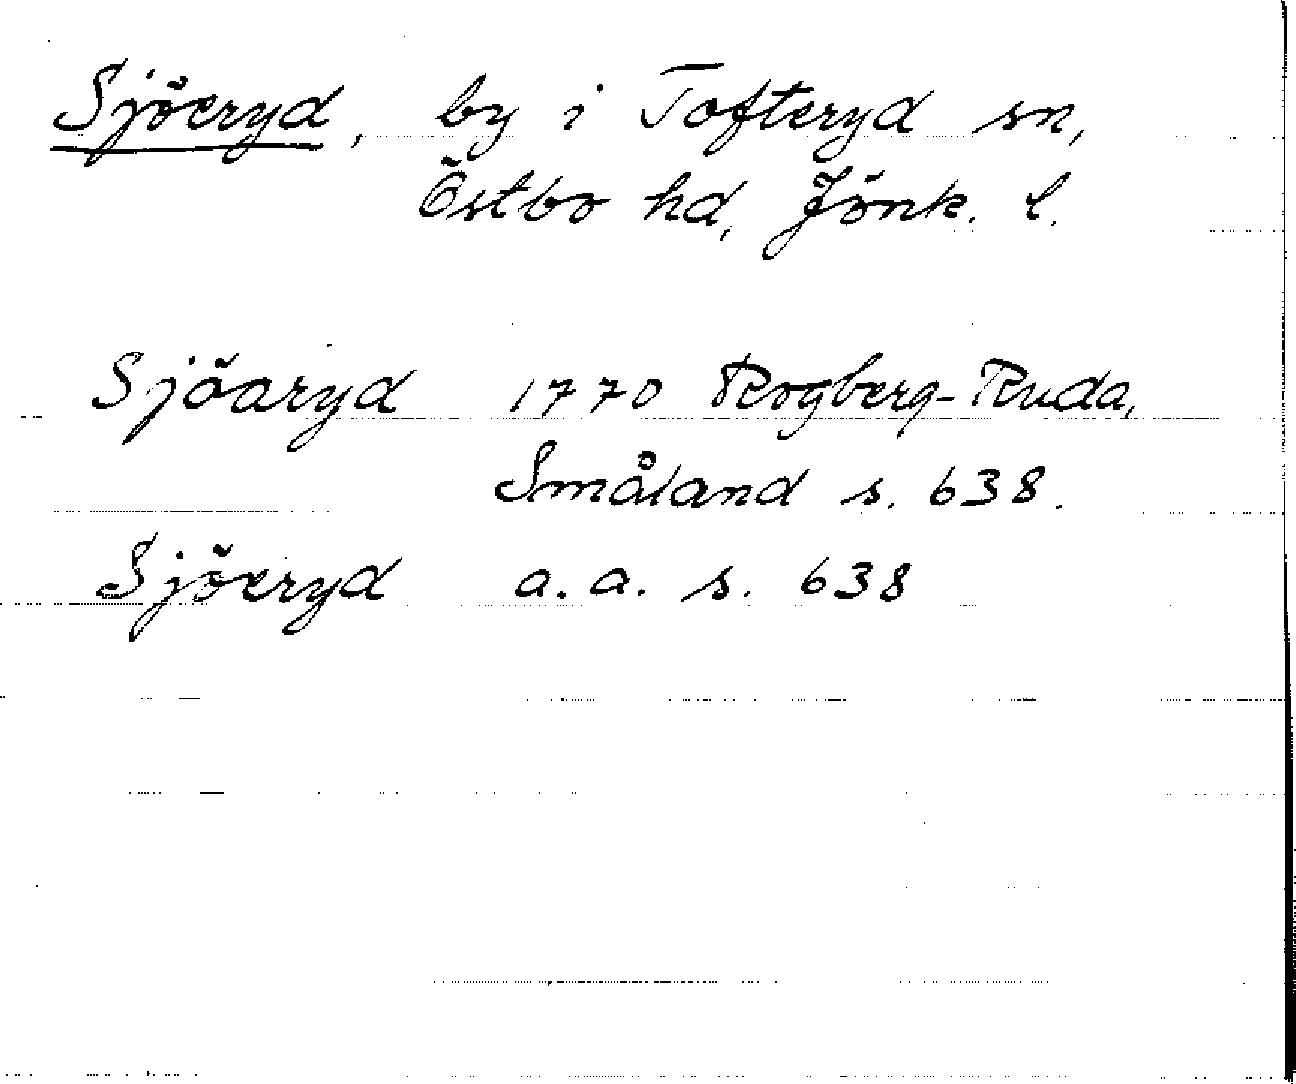 Sjöeryd, by i Tofteryd sn,
Östbo hd, Jönk. l.
Sjöaryd 1770 Rogberg-Ruda,
Småland s. 638.
Sjöeryd a. a. s. 638